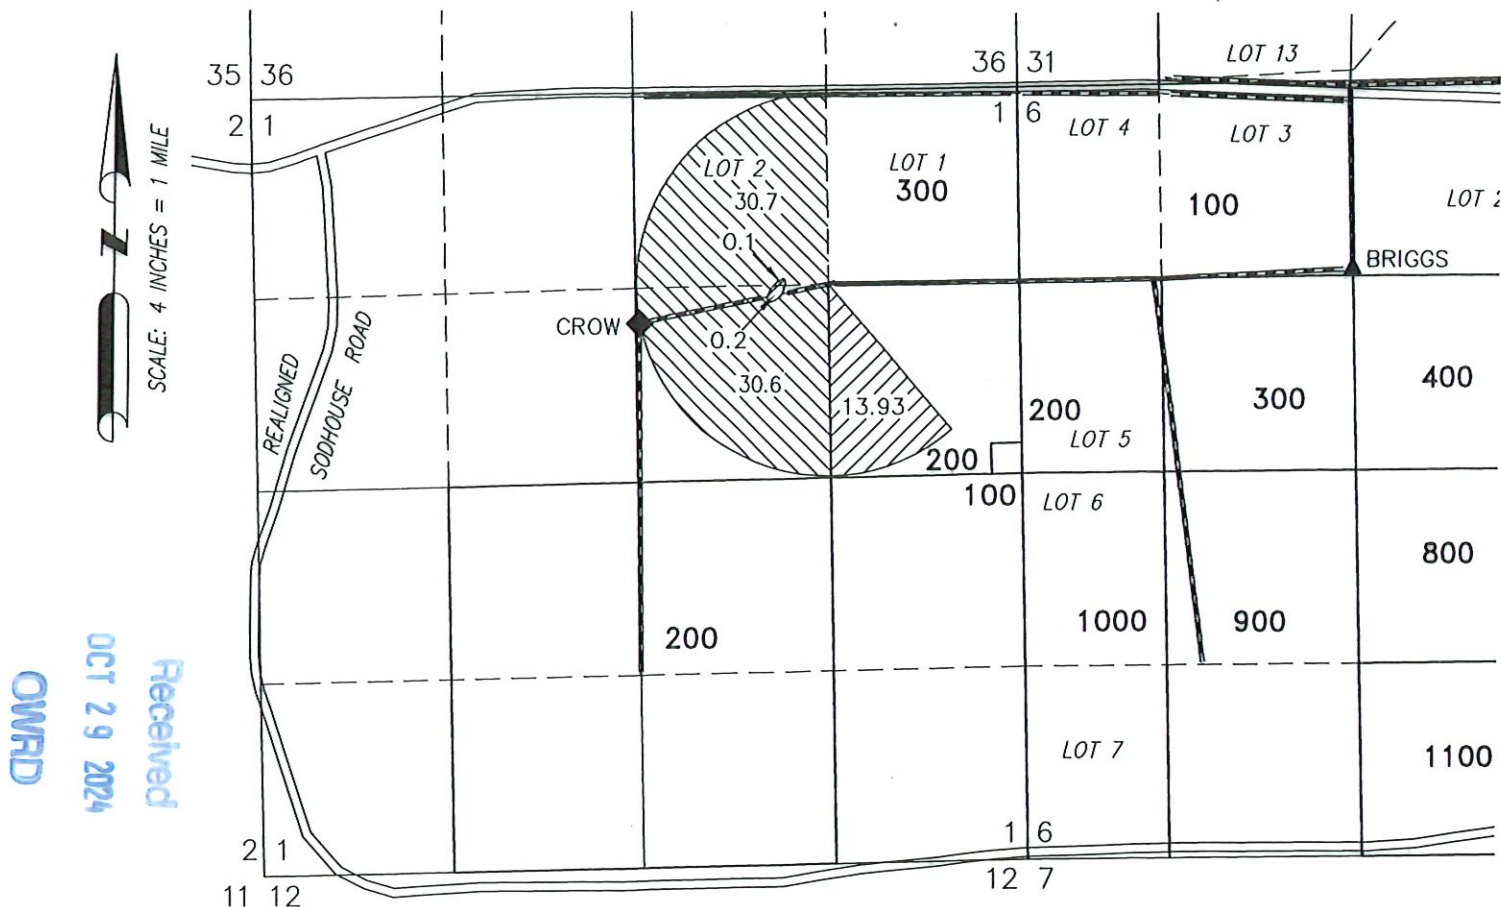 35 36
2 1
36 31
1 6
LOT 13
LOT 4
LOT 3
LOT 2
30.7
LOT 1
300
100
LOT 2
0.1
BRIGGS
CROW
0.2
30.6
13.93
200
LOT 5
300
400
200
100
LOT 6
800
200
1000
900
LOT 7
1100
REALIGNED
SODHOUSE ROAD
SCALE: 4 INCHES = 1 MILE
N
Received
OCT 29 2024
OWRD
2 1
11 12
1 6
12 7